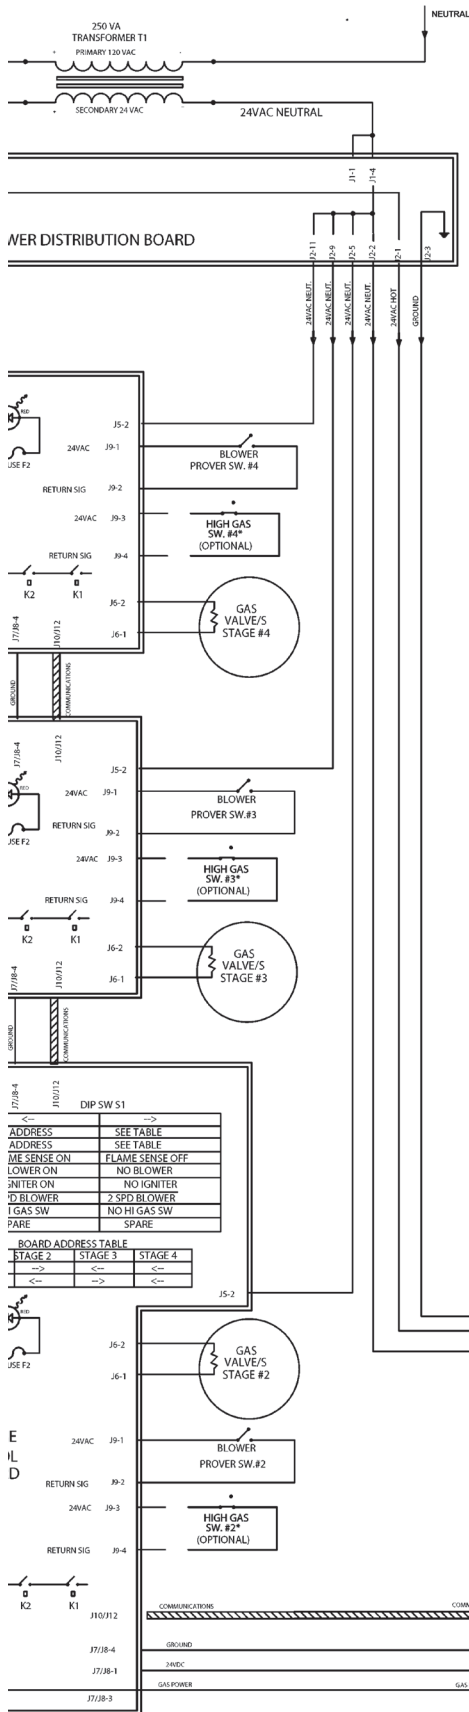 NEUTRAL
250 VA
TRANSFORMER T1
PRIMARY 120 VAC
SECONDARY 24 VAC
24VAC NEUTRAL
J1-1
J1-4
WER DISTRIBUTION BOARD
J2-11
J2-9
J2-5
J2-2
J2-1
J2-3
24VAC NEUT.
24VAC NEUT.
24VAC NEUT.
24VAC NEUT.
24VAC HOT
GROUND
RED
USE F2
J5-2
24VAC J9-1
BLOWER
PROVER SW. #4
RETURN SIG J9-2
24VAC J9-3
HIGH GAS
SW. #4*
(OPTIONAL)
RETURN SIG J9-4
K2 K1
J6-2
GAS
VALVE/S
STAGE #4
J6-1
J7/J8-4
J10/J12
GROUND
COMMUNICATIONS
J7/J8-4
J10/J12
J5-2
RED
USE F2
24VAC J9-1
BLOWER
PROVER SW.#3
RETURN SIG
J9-2
24VAC J9-3
HIGH GAS
SW. #3*
(OPTIONAL)
RETURN SIG J9-4
K2 K1
J6-2
GAS
VALVE/S
STAGE #3
J6-1
J7/J8-4
J10/J12
GROUND
COMMUNICATIONS
J7/J8-4
J10/J12
DIP SW S1
<-- -->
ADDRESS SEE TABLE
ADDRESS SEE TABLE
ME SENSE ON FLAME SENSE OFF
LOWER ON NO BLOWER
GNITER ON NO IGNITER
PD BLOWER 2 SPD BLOWER
I GAS SW NO HI GAS SW
PARE SPARE
BOARD ADDRESS TABLE
STAGE 2 STAGE 3 STAGE 4
--> <-- <--
<-- --> <--
J5-2
RED
USE F2
J6-2
GAS
VALVE/S
STAGE #2
J6-1
E
OL
D
24VAC J9-1
BLOWER
PROVER SW.#2
RETURN SIG J9-2
24VAC J9-3
HIGH GAS
SW. #2*
(OPTIONAL)
RETURN SIG J9-4
K2 K1
J10/J12
COMMUNICATIONS COMM
J7/J8-4
GROUND
J7/J8-1
24VDC
GAS POWER GAS
J7/J8-3